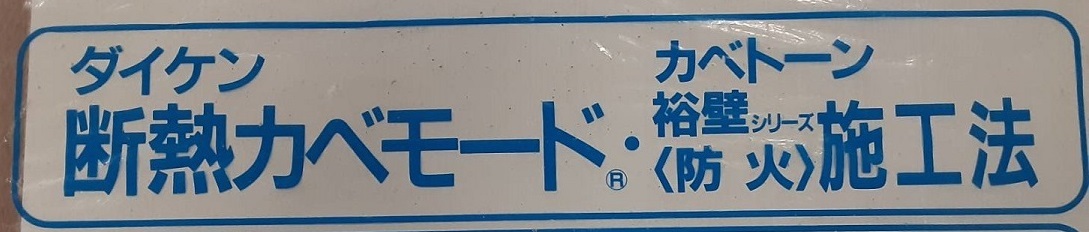 ダイケン
断熱カベモード®・
カベトーン
裕壁シリーズ
〈防火〉
施工法